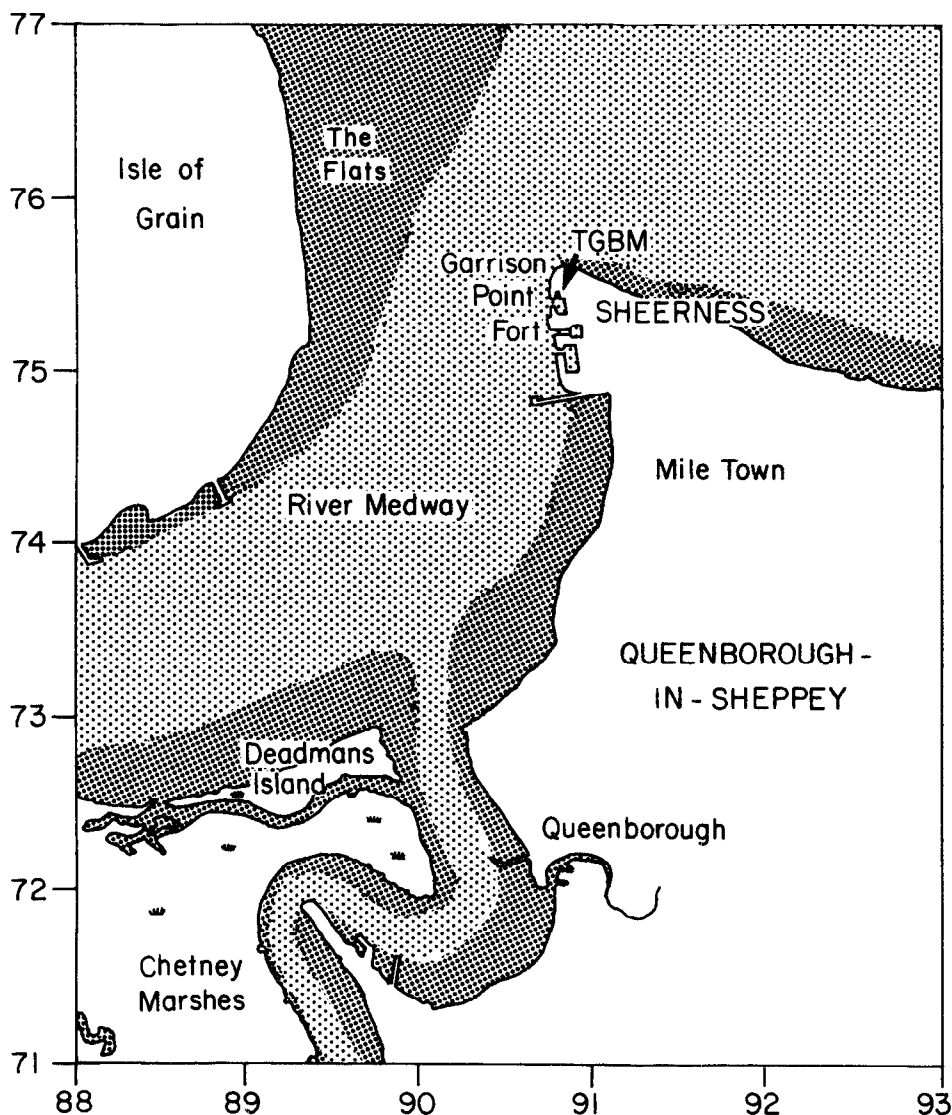 77
The
Flats
Isle of
Grain
76
TGBM
Garrison
Point
Fort
SHEERNESS
75
Mile Town
River Medway
74
QUEENBOROUGH-
IN-SHEPPEY
73
Deadmans
Island
Queenborough
72
Chetney
Marshes
71
88
89
90
91
92
93